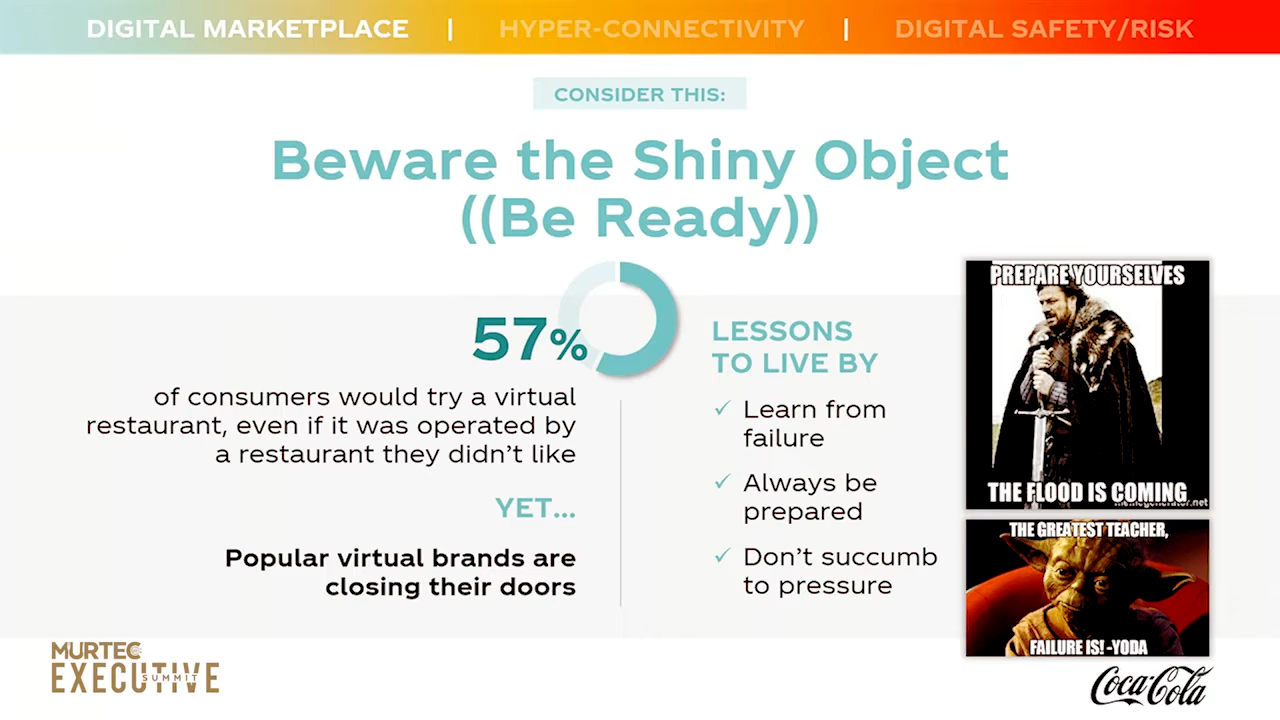 DIGITAL MARKETPLACE | HYPER-CONNECTIVITY | DIGITAL SAFETY/RISK
CONSIDER THIS:
Beware the Shiny Object
((Be Ready))
57%
of consumers would try a virtual
restaurant, even if it was operated by
a restaurant they didn't like
YET...
Popular virtual brands are
closing their doors
LESSONS
TO LIVE BY
✓ Learn from
failure
✓ Always be
prepared
✓ Don't succumb
to pressure
PREPARE YOURSELVES
THE FLOOD IS COMING
memegenerator.net
THE GREATEST TEACHER,
FAILURE IS! -YODA
MURTEC
EXECUTIVE
SUMMIT
Coca-Cola